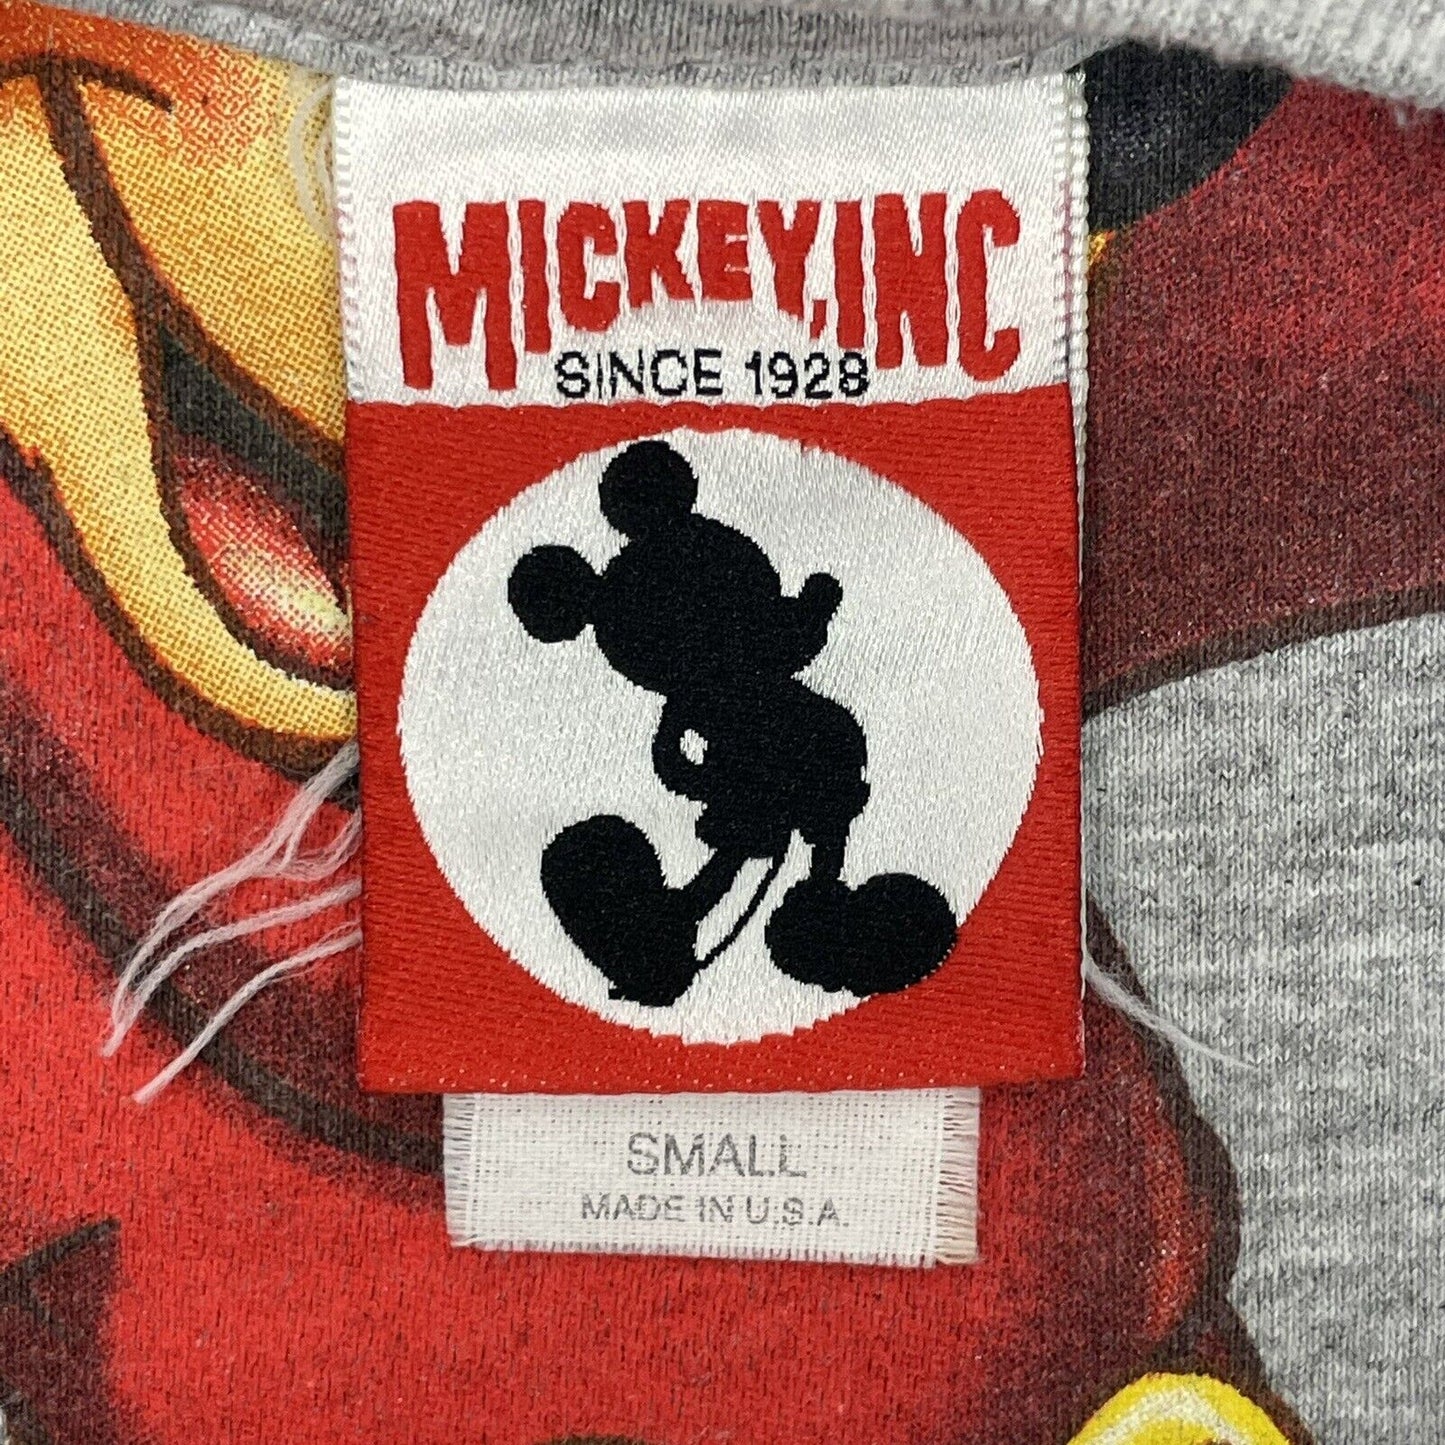 MICKEY, INC
SINCE 1928
SMALL
MADE IN U.S.A.